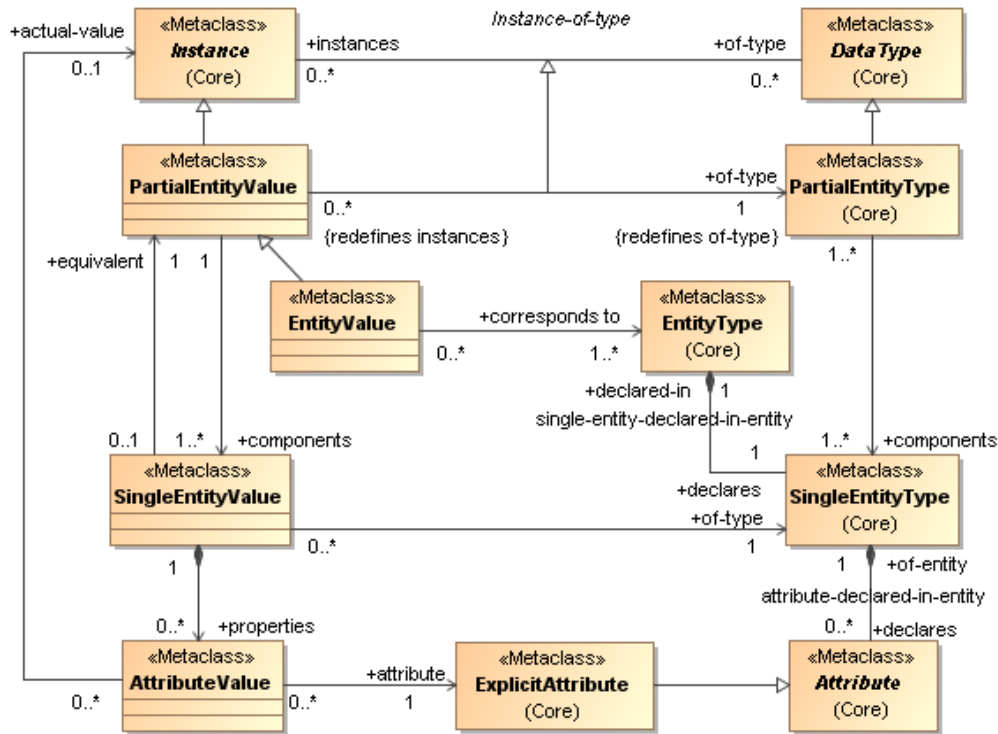 Instance-of-type
«Metaclass»
Instance
(Core)
+actual-value
0..1
+instances
0..*
+of-type
0..*
«Metaclass»
DataType
(Core)
«Metaclass»
PartialEntityValue
0..*
{redefines instances}
+of-type
1
{redefines of-type}
«Metaclass»
PartialEntityType
(Core)
+equivalent
1
1
1..*
«Metaclass»
EntityValue
+corresponds to
0..*
1..*
«Metaclass»
EntityType
(Core)
+declared-in
1
single-entity-declared-in-entity
0..1
1..*
+components
1
+declares
1..*
+components
«Metaclass»
SingleEntityValue
0..*
+of-type
1
«Metaclass»
SingleEntityType
(Core)
1
0..*
+properties
1
+of-entity
attribute-declared-in-entity
0..*
+declares
«Metaclass»
AttributeValue
0..*
0..*
+attribute
1
«Metaclass»
ExplicitAttribute
(Core)
«Metaclass»
Attribute
(Core)